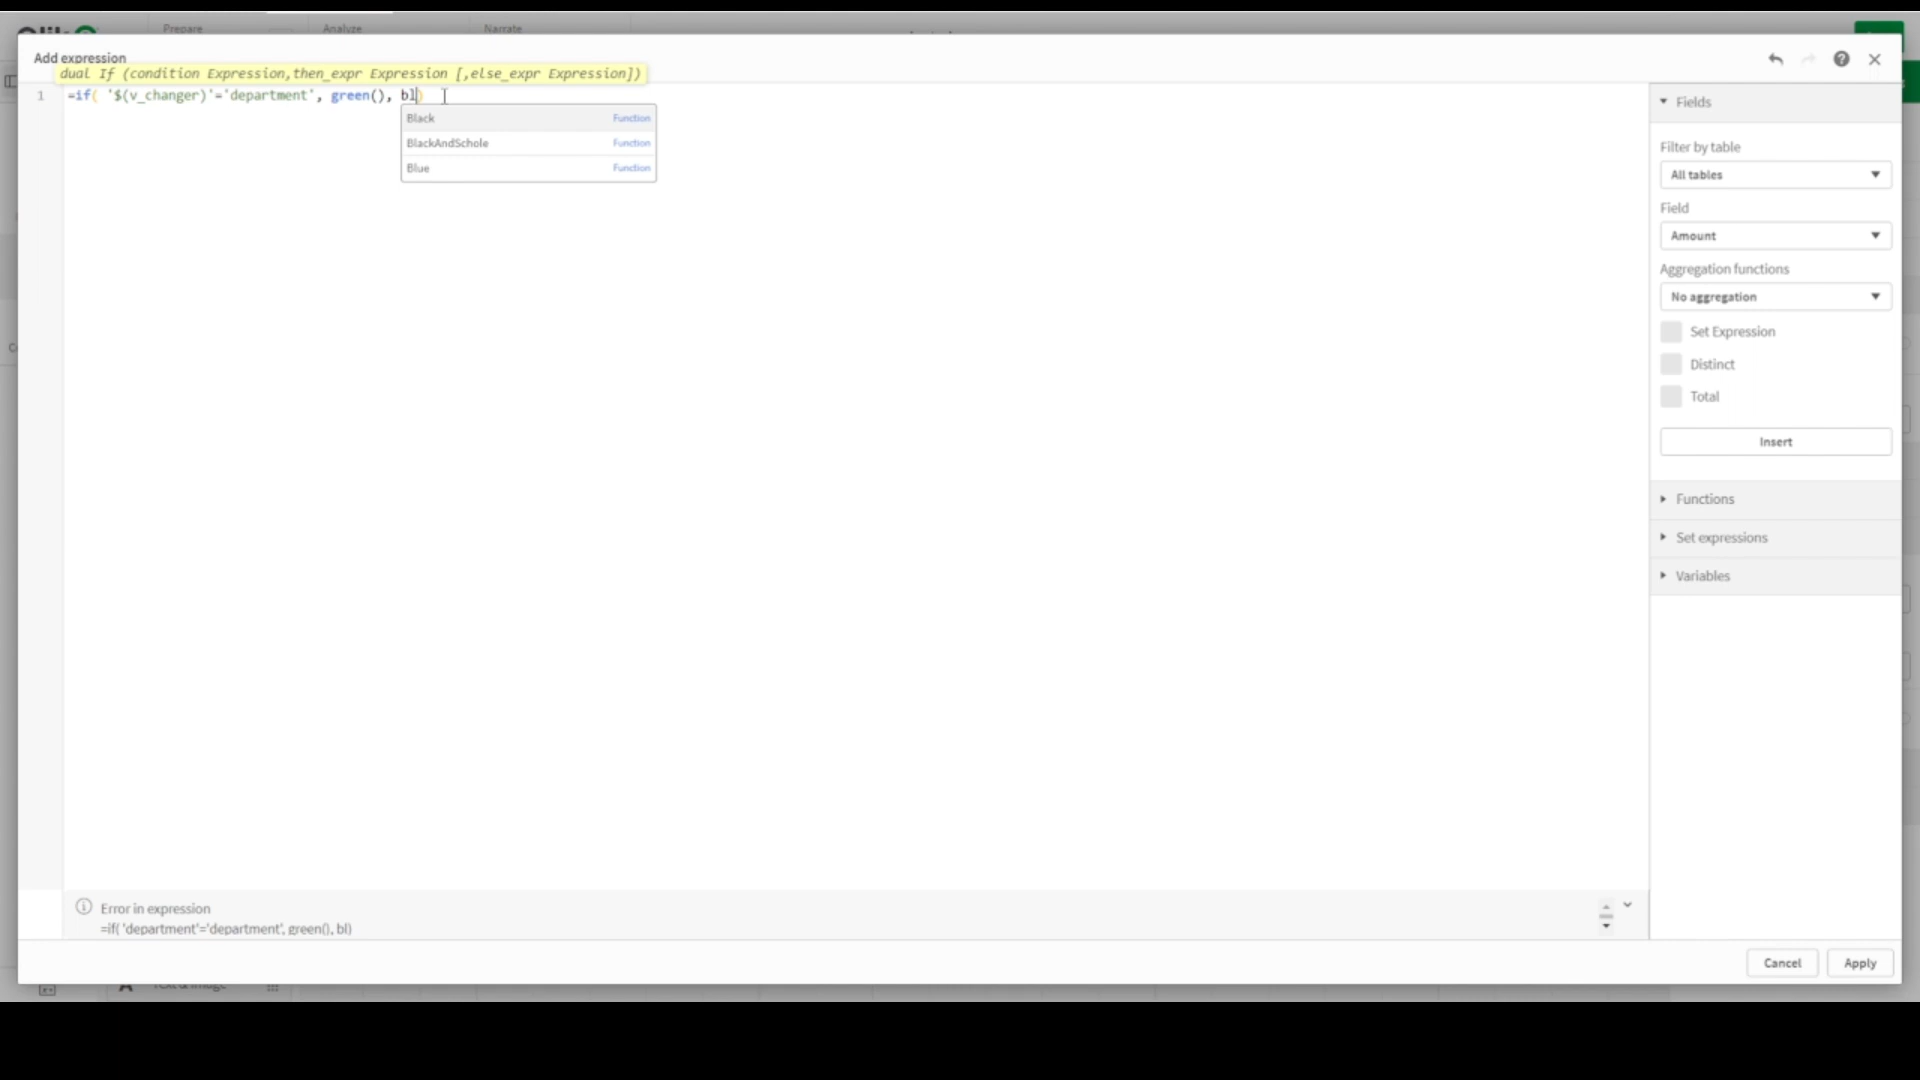 Prepare
Analyze
Narrate
Add expression
dual If (condition Expression,then_expr Expression [,else_expr Expression])
1
=if( '$(v_changer)'='department', green(), bl)
Black Function
BlackAndSchole Function
Blue Function
Fields
Filter by table
All tables
Field
Amount
Aggregation functions
No aggregation
Set Expression
Distinct
Total
Insert
Functions
Set expressions
Variables
Error in expression
=if( 'department'='department', green(), bl)
Cancel
Apply
Text & image